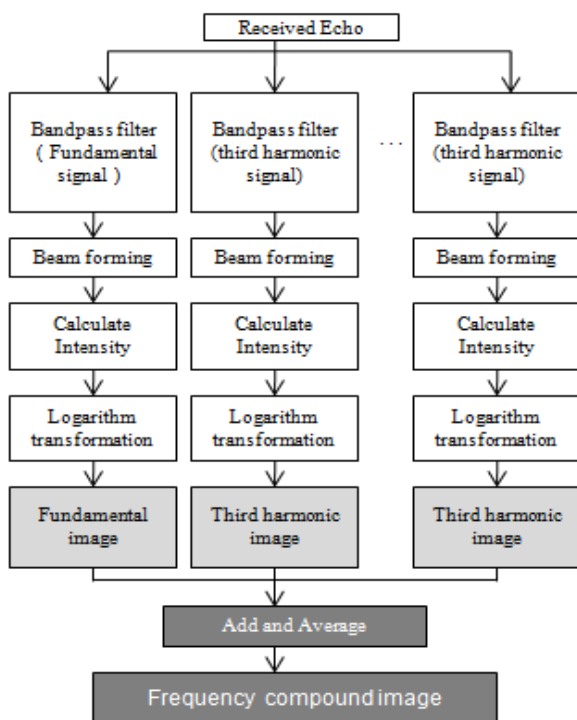 Received Echo
Bandpass filter
( Fundamental
signal )
Bandpass filter
(third harmonic
signal)
...
Bandpass filter
(third harmonic
signal)
Beam forming
Beam forming
Beam forming
Calculate
Intensity
Calculate
Intensity
Calculate
Intensity
Logarithm
transformation
Logarithm
transformation
Logarithm
transformation
Fundamental
image
Third harmonic
image
Third harmonic
image
Add and Average
Frequency compound image